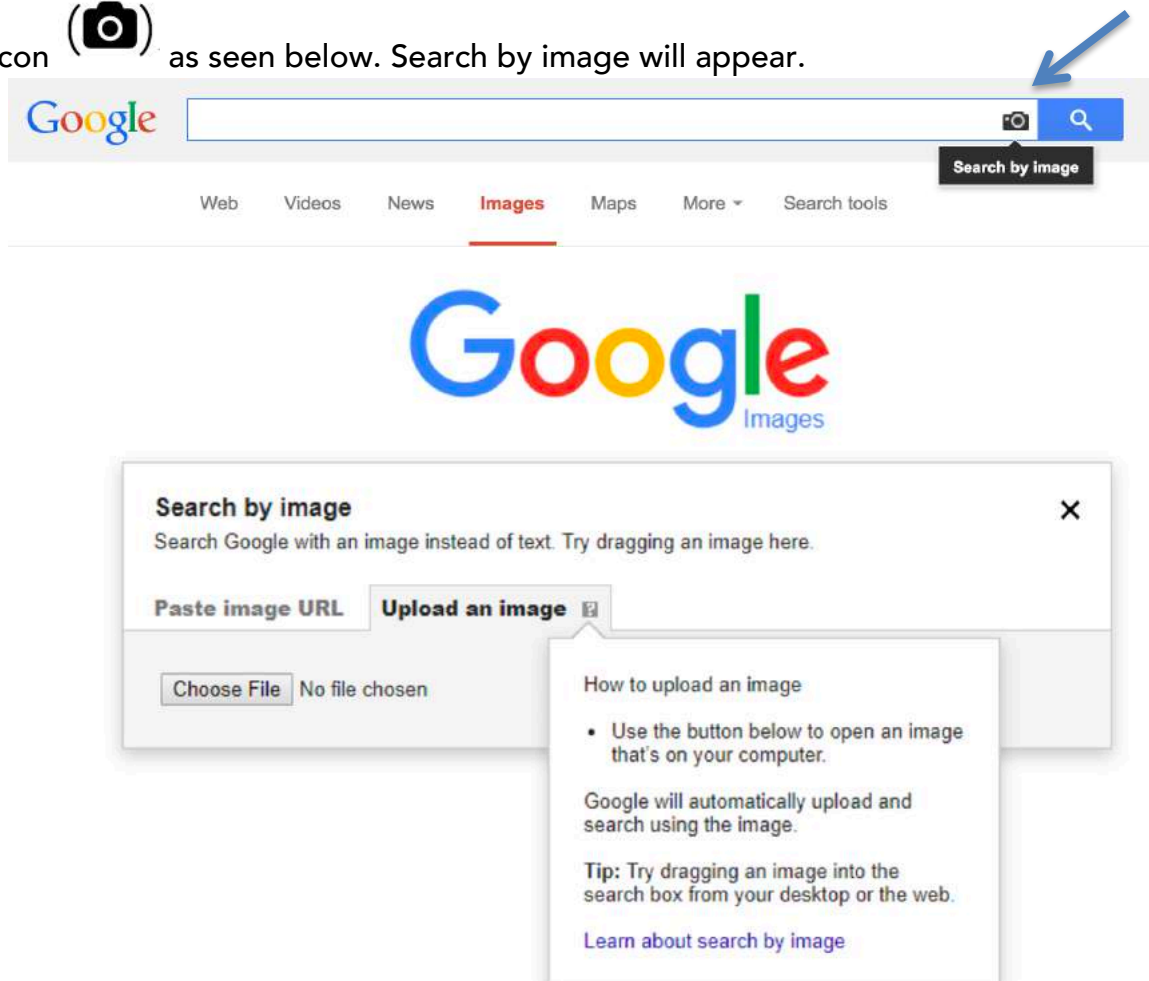 con () as seen below. Search by image will appear.
Google
Search by image
Web Videos News Images Maps More Search tools
Google
Images
Search by image
Search Google with an image instead of text. Try dragging an image here.
Paste image URL Upload an image ?
Choose File No file chosen
How to upload an image
• Use the button below to open an image
that's on your computer.
Google will automatically upload and
search using the image.
Tip: Try dragging an image into the
search box from your desktop or the web.
Learn about search by image